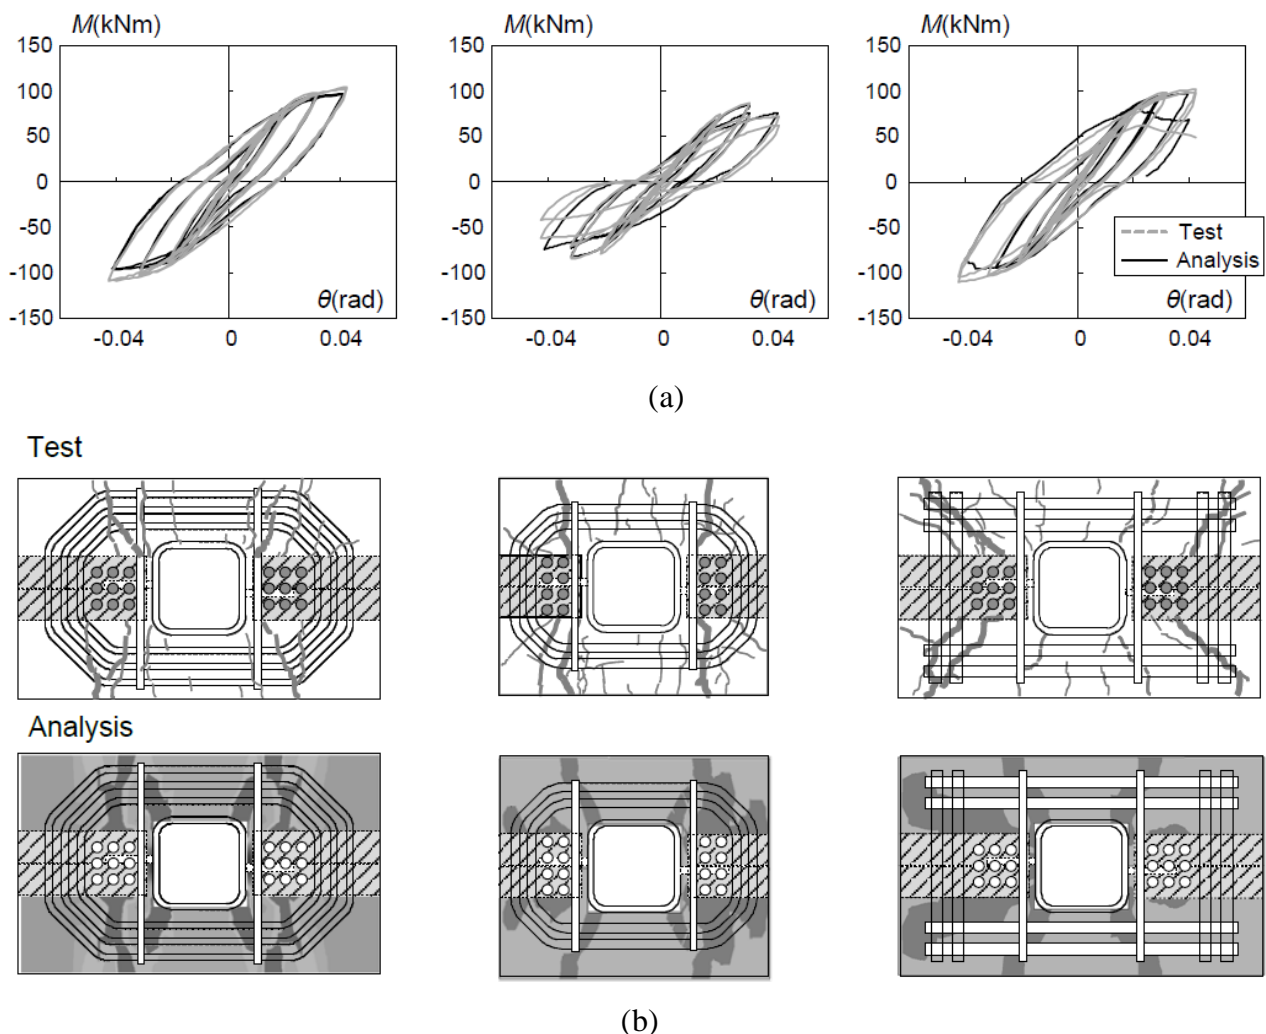 M(kNm) M(kNm) M(kNm)
150 150 150
100 100 100
50 50 50
0 0 0
-50 -50 -50
Test
-100 -100 -100
Analysis
θ(rad) θ(rad) θ(rad)
-150 -150 -150
-0.04 0 0.04 -0.04 0 0.04 -0.04 0 0.04
(a)
Test
Analysis
(b)